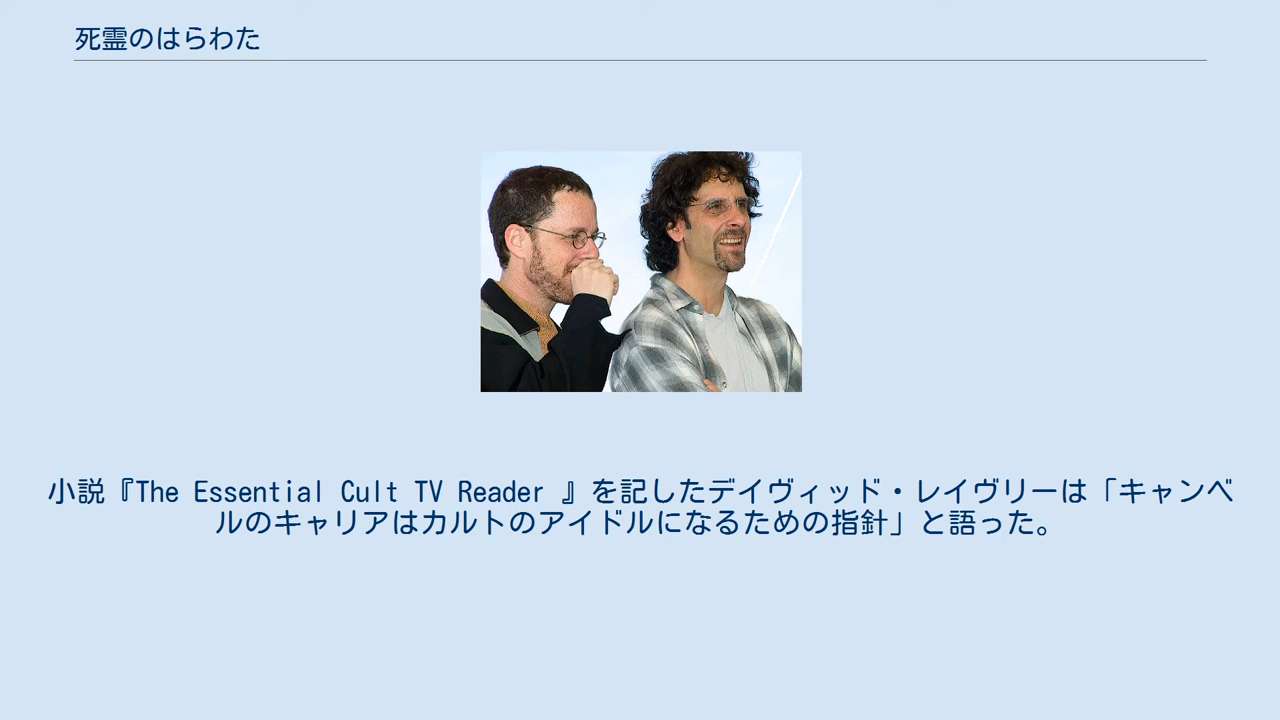 死霊のはらわた
小説『The Essential Cult TV Reader 』を記したデイヴィッド・レイヴリーは「キャンベ
ルのキャリアはカルトのアイドルになるための指針」と語った。